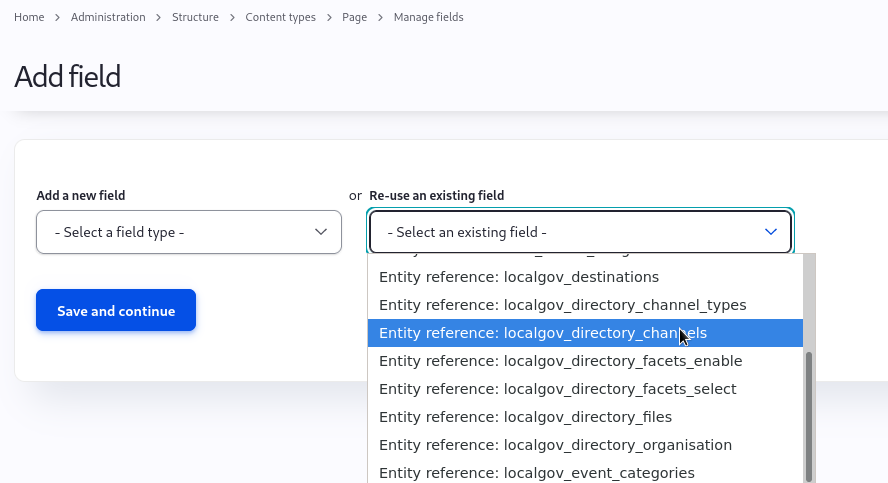 Home > Administration > Structure > Content types > Page > Manage fields
Add field
Add a new field or Re-use an existing field
- Select a field type - - Select an existing field -
Entity reference: localgov_destinations
Entity reference: localgov_directory_channel_types
Save and continue
Entity reference: localgov_directory_channels
Entity reference: localgov_directory_facets_enable
Entity reference: localgov_directory_facets_select
Entity reference: localgov_directory_files
Entity reference: localgov_directory_organisation
Entity reference: localgov_event_categories